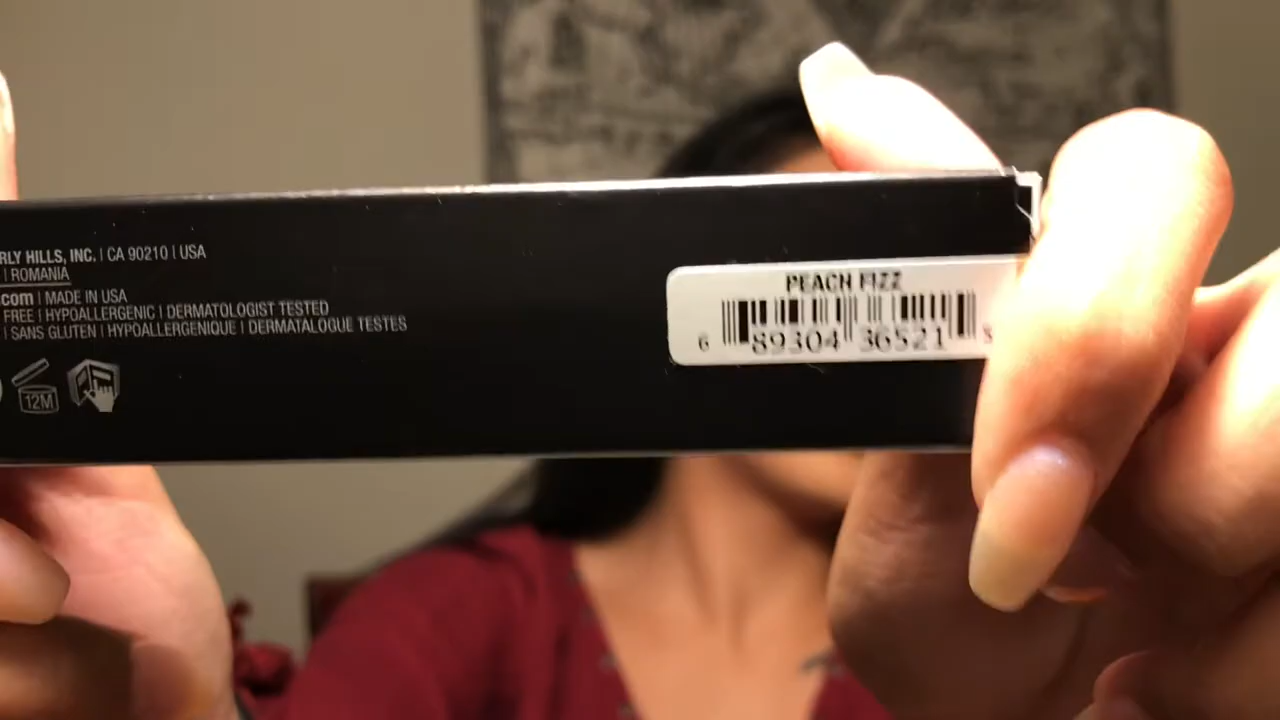 RLY HILLS, INC. | CA 90210 | USA
| ROMANIA
.com | MADE IN USA
FREE | HYPOALLERGENIC | DERMATOLOGIST TESTED
| SANS GLUTEN | HYPOALLERGENIQUE | DERMATALOGUE TESTES
12M
PEACH FIZZ
6 89304 36521